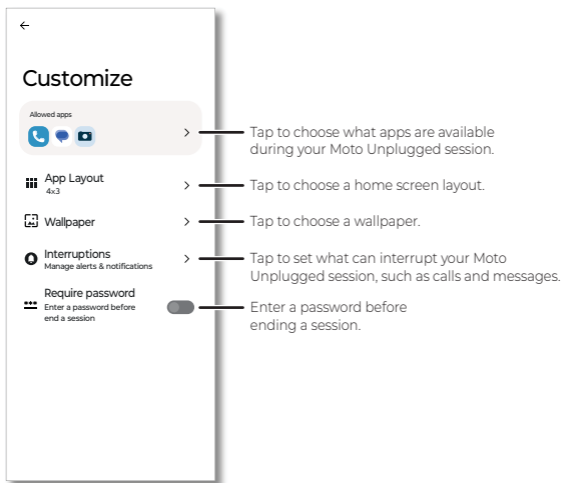 Customize
Allowed apps
Tap to choose what apps are available
during your Moto Unplugged session.
App Layout
4x3
Tap to choose a home screen layout.
Wallpaper
Tap to choose a wallpaper.
Interruptions
Manage alerts & notifications
Tap to set what can interrupt your Moto
Unplugged session, such as calls and messages.
Require password
Enter a password before
end a session
Enter a password before
ending a session.